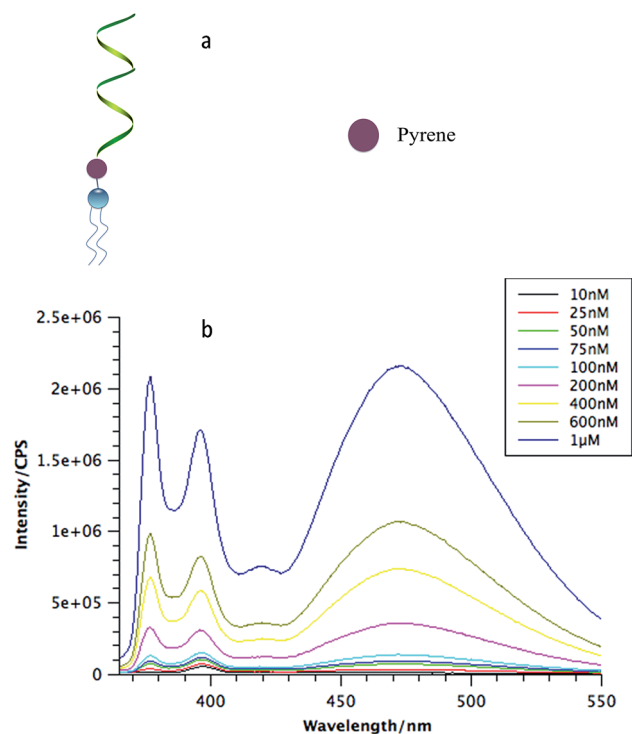 a
Pyrene
b
10nM
25nM
50nM
75nM
100nM
200nM
400nM
600nM
1µM
2.5e+06
2e+06
1.5e+06
1e+06
5e+05
0
Intensity/CPS
400
450
500
550
Wavelength/nm